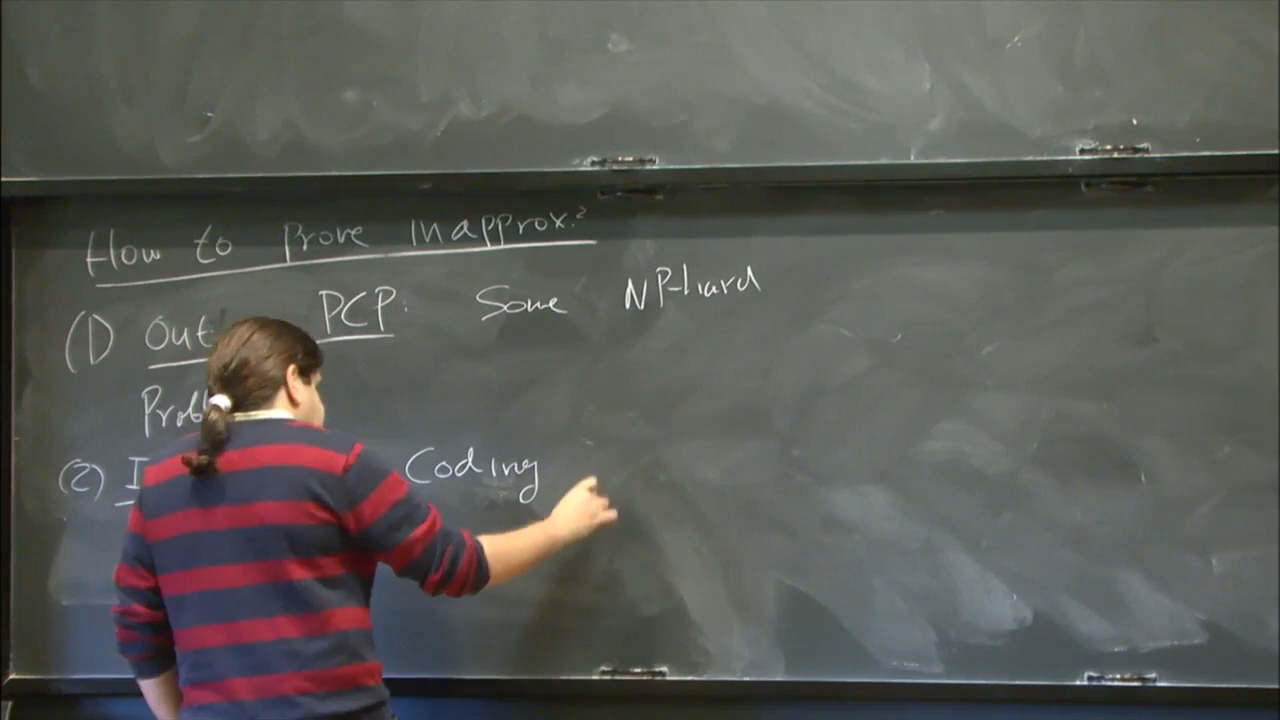 How to Prove Inapprox.?
(1) Out PCP: Some NP-hard
Prob
(2) I Coding